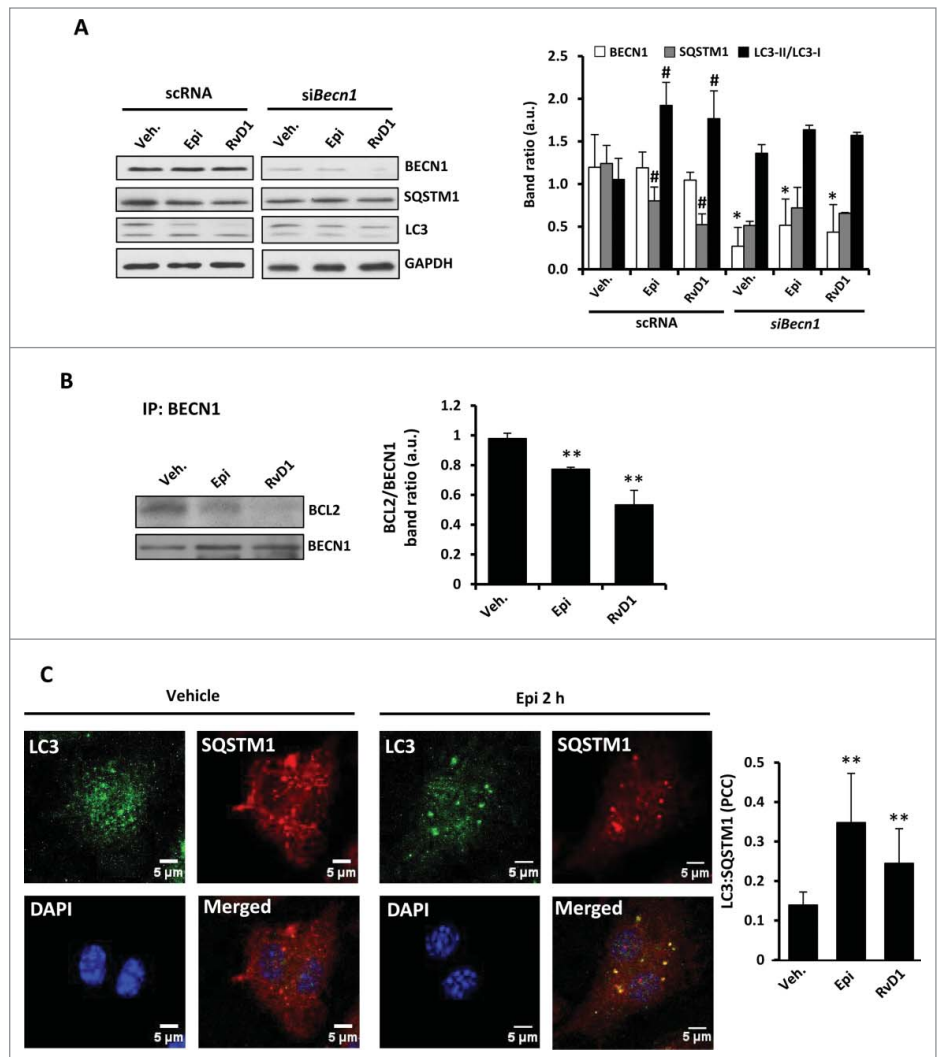 A
scRNA
siBecn1
Veh.
Epi
RvD1
Veh.
Epi
RvD1
BECN1
SQSTM1
LC3
GAPDH
BECN1
SQSTM1
LC3-II/LC3-I
Band ratio (a.u.)
2.5
2.0
1.5
1.0
0.5
0.0
#
#
#
#
*
*
*
Veh.
Epi
RvD1
Veh.
Epi
RvD1
scRNA
siBecn1
B
IP: BECN1
Veh.
Epi
RvD1
BCL2
BECN1
BCL2/BECN1
band ratio (a.u.)
1.2
1
0.8
0.6
0.4
0.2
0
**
**
Veh.
Epi
RvD1
C
Vehicle
Epi 2 h
LC3
5 µm
SQSTM1
5 µm
LC3
5 µm
SQSTM1
5 µm
DAPI
5 µm
Merged
5 µm
DAPI
5 µm
Merged
5 µm
LC3:SQSTM1 (PCC)
0.5
0.4
0.3
0.2
0.1
0
**
**
Veh.
Epi
RvD1